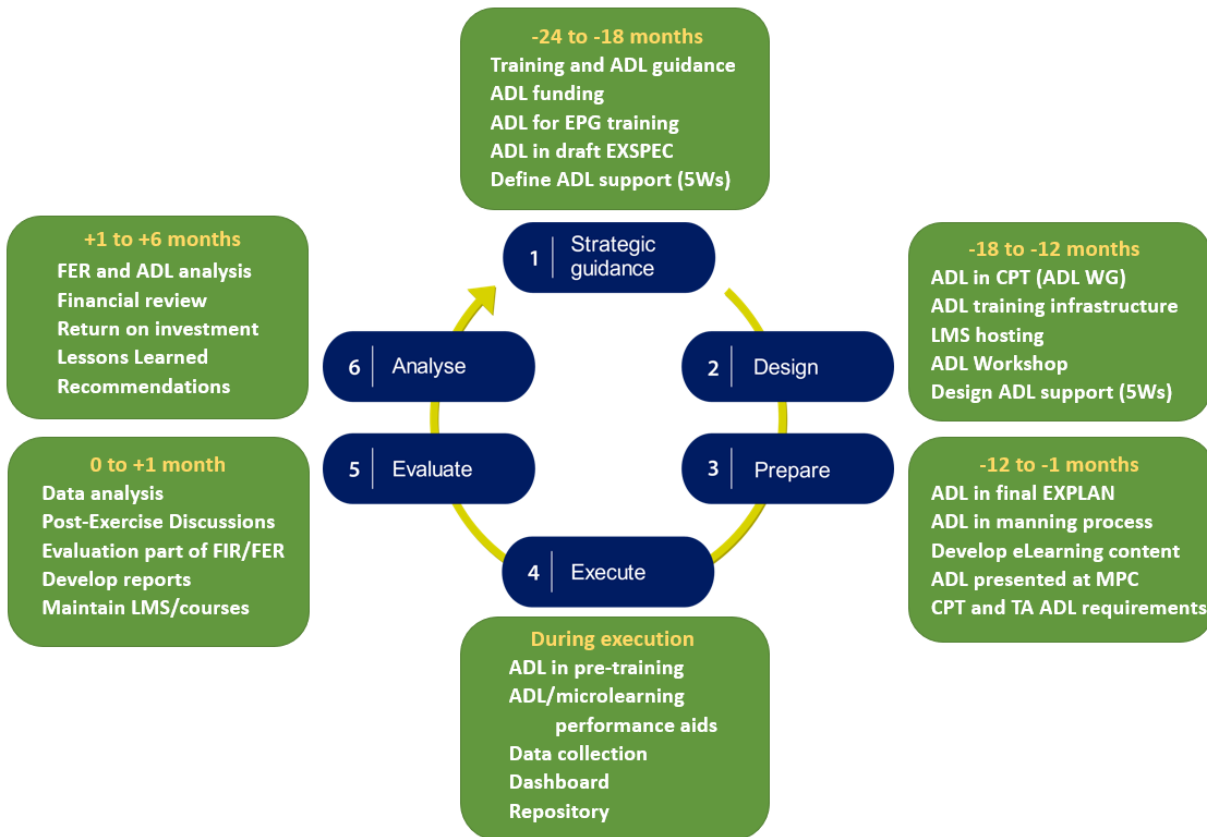 -24 to -18 months
Training and ADL guidance
ADL funding
ADL for EPG training
ADL in draft EXSPEC
Define ADL support (5Ws)
1 Strategic
guidance
-18 to -12 months
ADL in CPT (ADL WG)
ADL training infrastructure
LMS hosting
ADL Workshop
Design ADL support (5Ws)
2 Design
3 Prepare
-12 to -1 months
ADL in final EXPLAN
ADL in manning process
Develop eLearning content
ADL presented at MPC
CPT and TA ADL requirements
4 Execute
During execution
ADL in pre-training
ADL/microlearning
performance aids
Data collection
Dashboard
Repository
5 Evaluate
0 to +1 month
Data analysis
Post-Exercise Discussions
Evaluation part of FIR/FER
Develop reports
Maintain LMS/courses
6 Analyse
+1 to +6 months
FER and ADL analysis
Financial review
Return on investment
Lessons Learned
Recommendations